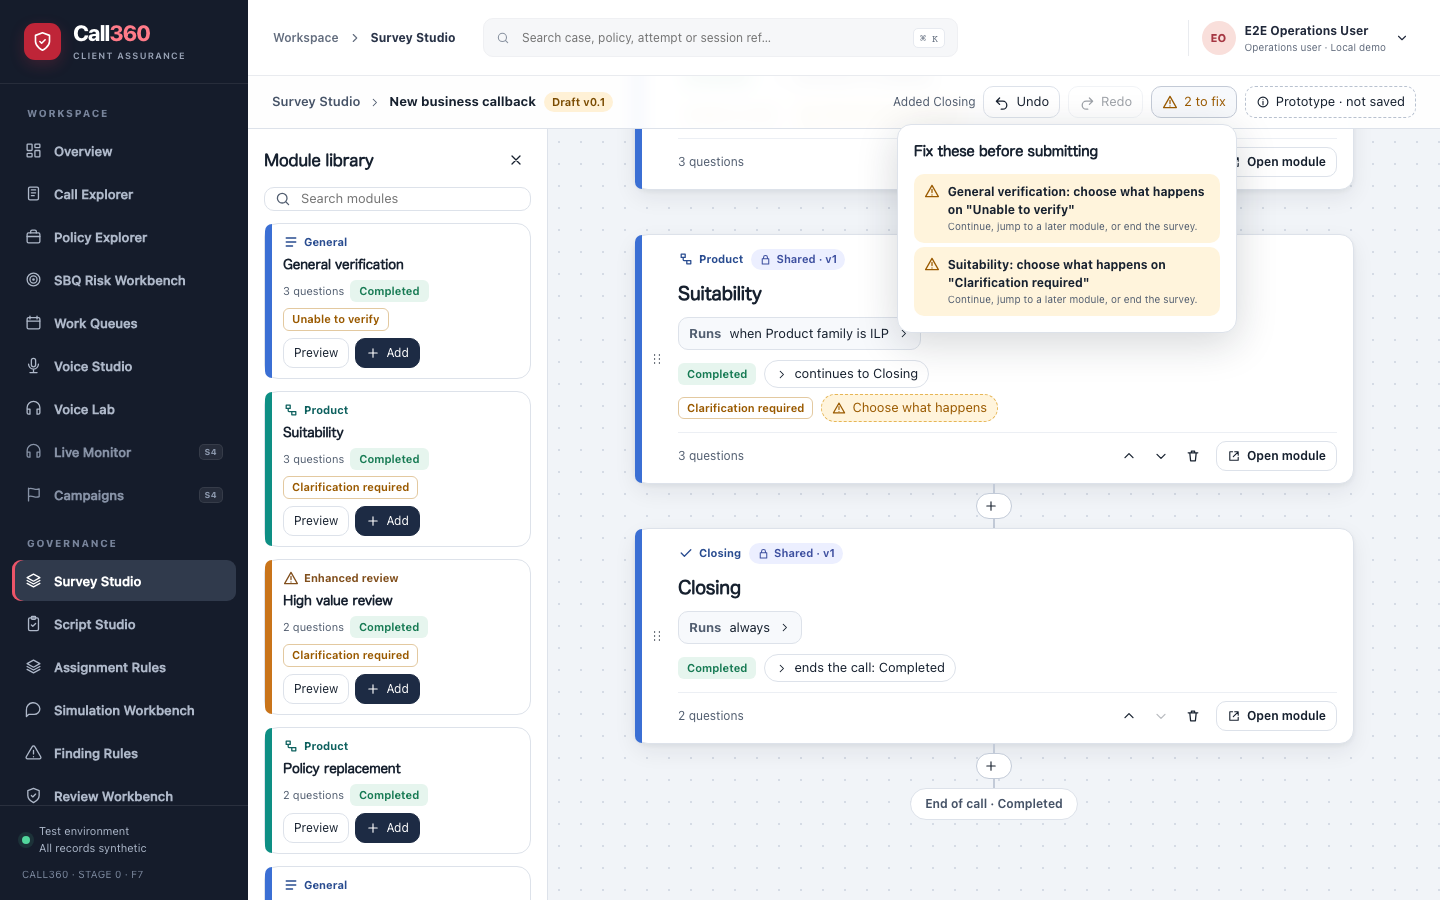 Call360
CLIENT ASSURANCE
WORKSPACE
Overview
Call Explorer
Policy Explorer
SBQ Risk Workbench
Work Queues
Voice Studio
Voice Lab
Live Monitor S4
Campaigns S4
GOVERNANCE
Survey Studio
Script Studio
Assignment Rules
Simulation Workbench
Finding Rules
Review Workbench
Test environment
All records synthetic
CALL360 · STAGE 0 · F7
Workspace > Survey Studio
Search case, policy, attempt or session ref...
⌘ K
EO
E2E Operations User
Operations user · Local demo
Survey Studio > New business callback Draft v0.1
Added Closing
Undo
Redo
2 to fix
Prototype · not saved
Module library
Search modules
General
General verification
3 questions Completed
Unable to verify
Preview + Add
Product
Suitability
3 questions Completed
Clarification required
Preview + Add
Enhanced review
High value review
2 questions Completed
Clarification required
Preview + Add
Product
Policy replacement
2 questions Completed
Preview + Add
General
3 questions
Open module
Fix these before submitting
General verification: choose what happens
on "Unable to verify"
Continue, jump to a later module, or end the survey.
Suitability: choose what happens on
"Clarification required"
Continue, jump to a later module, or end the survey.
Product Shared · v1
Suitability
Runs when Product family is ILP >
Completed > continues to Closing
Clarification required Choose what happens
3 questions
Open module
+
Closing Shared · v1
Closing
Runs always >
Completed > ends the call: Completed
2 questions
Open module
+
End of call · Completed